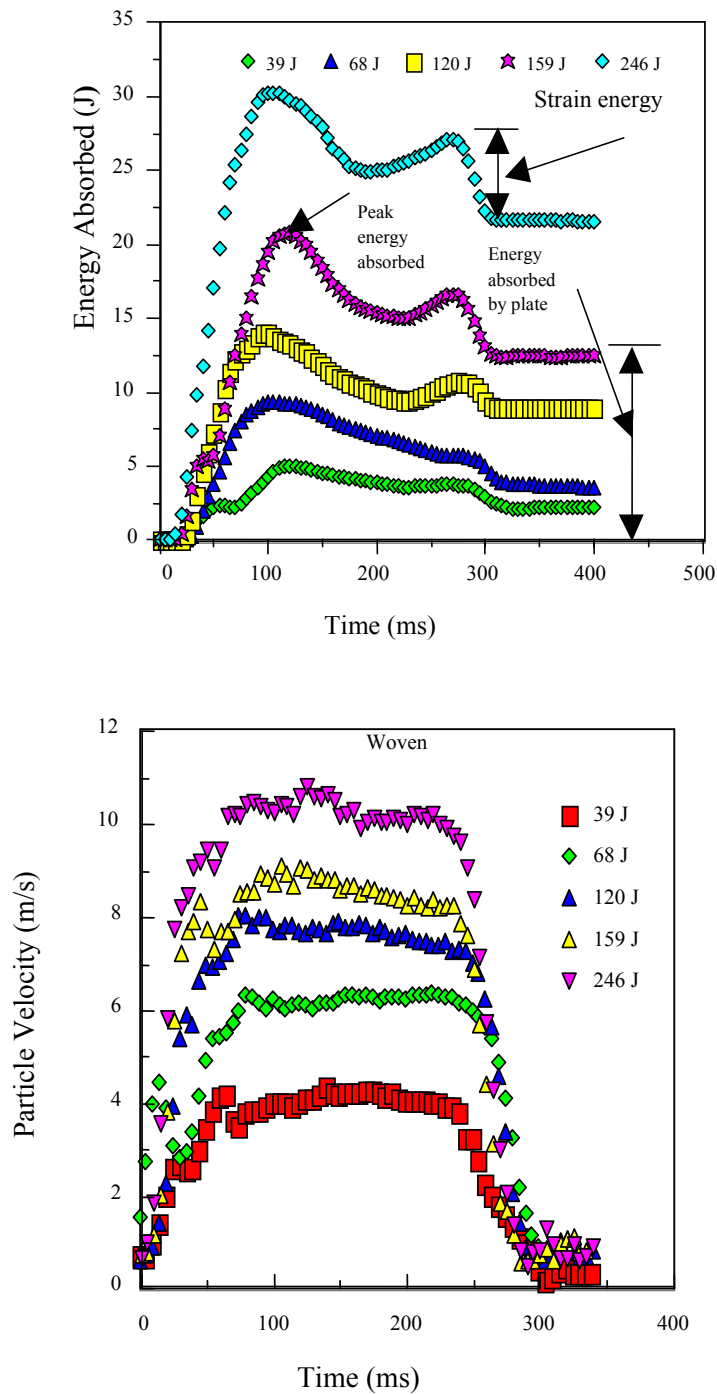 35
39 J 68 J 120 J 159 J 246 J
30
Strain energy
25
Peak
energy
absorbed
Energy
absorbed
by plate
20
15
10
5
0
Energy Absorbed (J)
0 100 200 300 400 500
Time (ms)
12
Woven
10
39 J
68 J
120 J
159 J
246 J
8
6
4
2
0
Particle Velocity (m/s)
0 100 200 300 400
Time (ms)